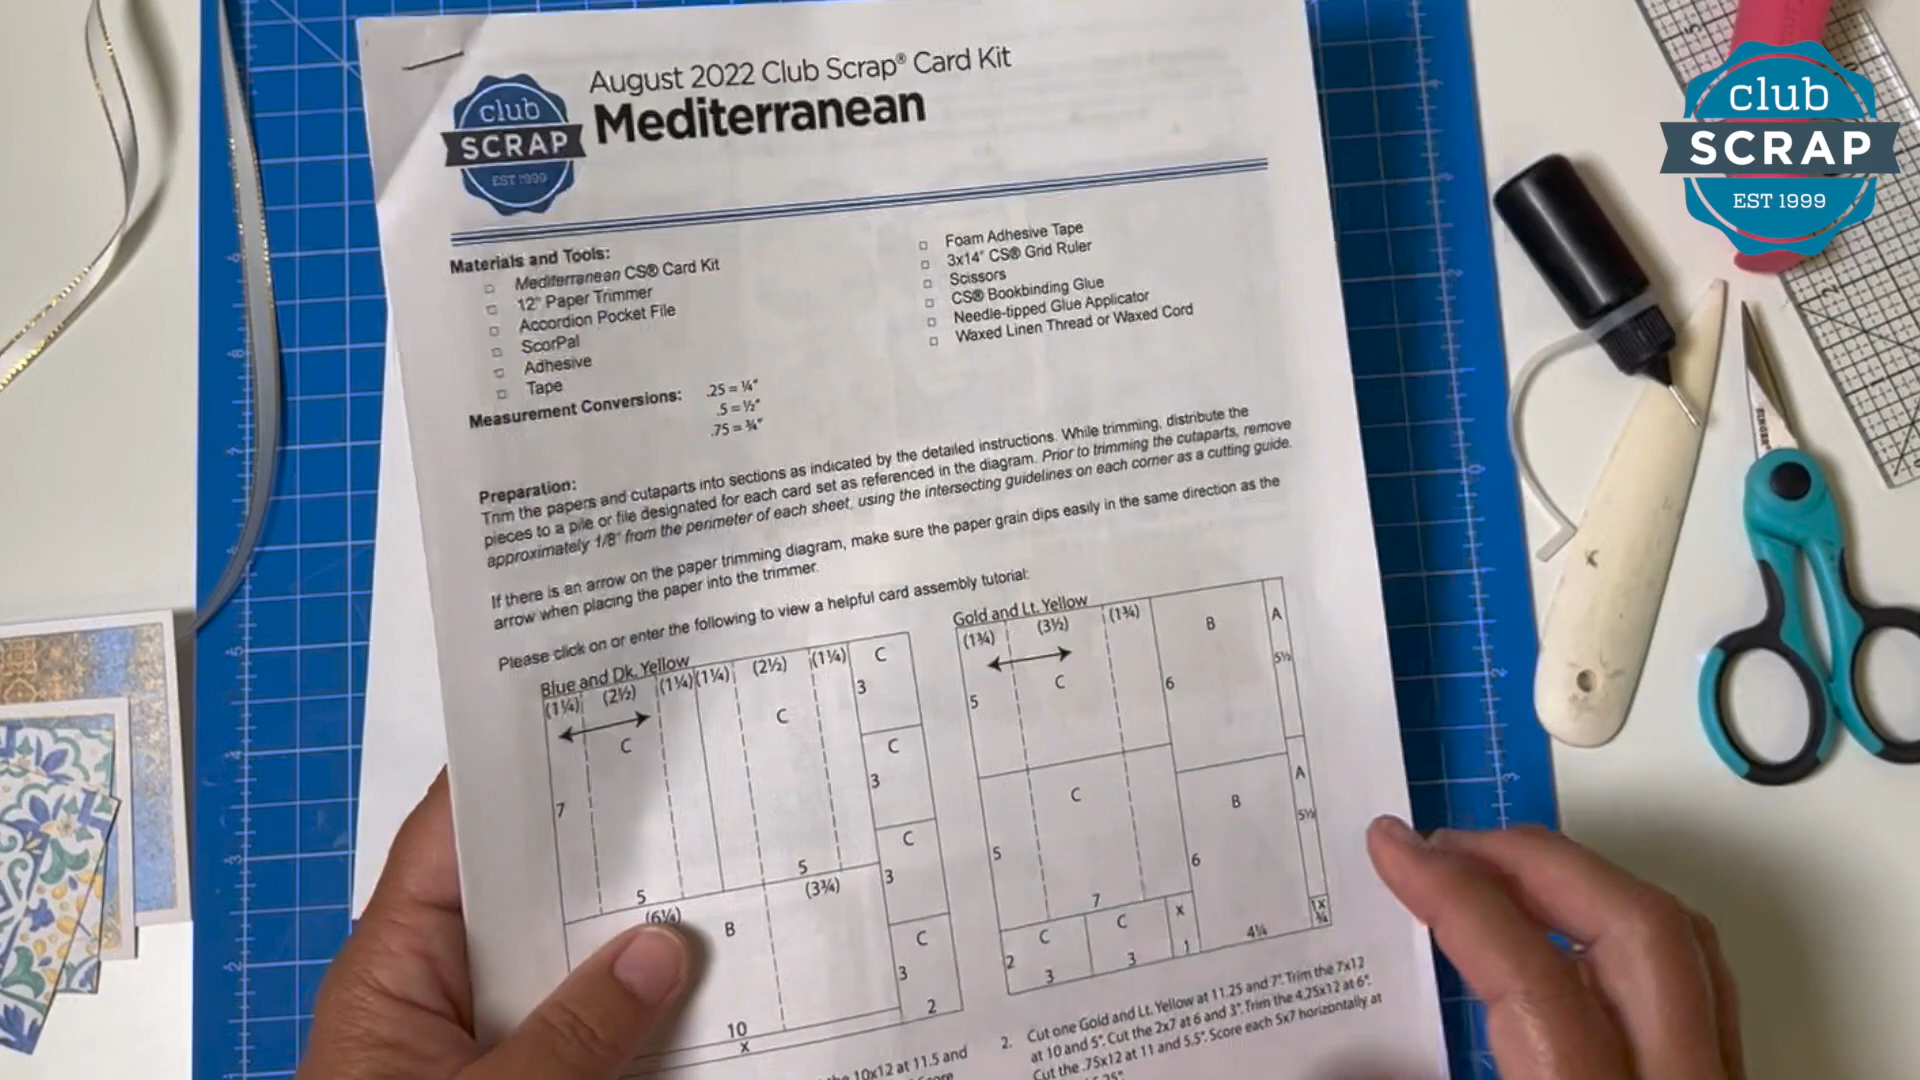 August 2022 Club Scrap® Card Kit
Mediterranean
club
SCRAP
EST 1999
Materials and Tools:
Mediterranean CS® Card Kit
12" Paper Trimmer
Accordion Pocket File
ScorPal
Adhesive
Tape
Foam Adhesive Tape
3x14" CS® Grid Ruler
Scissors
CS® Bookbinding Glue
Needle-tipped Glue Applicator
Waxed Linen Thread or Waxed Cord
Measurement Conversions:
.25 = ¼"
.5 = ½"
.75 = ¾"
Preparation:
Trim the papers and cutaparts into sections as indicated by the detailed instructions. While trimming, distribute the
pieces to a pile or file designated for each card set as referenced in the diagram. Prior to trimming the cutaparts, remove
approximately 1/8" from the perimeter of each sheet, using the intersecting guidelines on each corner as a cutting guide.
If there is an arrow on the paper trimming diagram, make sure the paper grain dips easily in the same direction as the
arrow when placing the paper into the trimmer.
Please click on or enter the following to view a helpful card assembly tutorial:
Blue and Dk. Yellow
(1¼) (2½) (1¼) (1¼) (2½) (1¼) C
3
C
C
7
C
3
C
3
5
5
(6¼)
(3¾)
B
C
3
2
10
x
Gold and Lt. Yellow
(1¾) (3½) (1¾) B A
5½
C
5
6
C
B
A
5½
5
6
7
C
C
x
1x
¾
2
3
3
1
4¼
10x12 at 11.5 and
2. Cut one Gold and Lt. Yellow at 11.25 and 7". Trim the 7x12
at 10 and 5". Cut the 2x7 at 6 and 3". Trim the 4.25x12 at 6".
Cut the .75x12 at 11 and 5.5". Score each 5x7 horizontally at
club
SCRAP
EST 1999